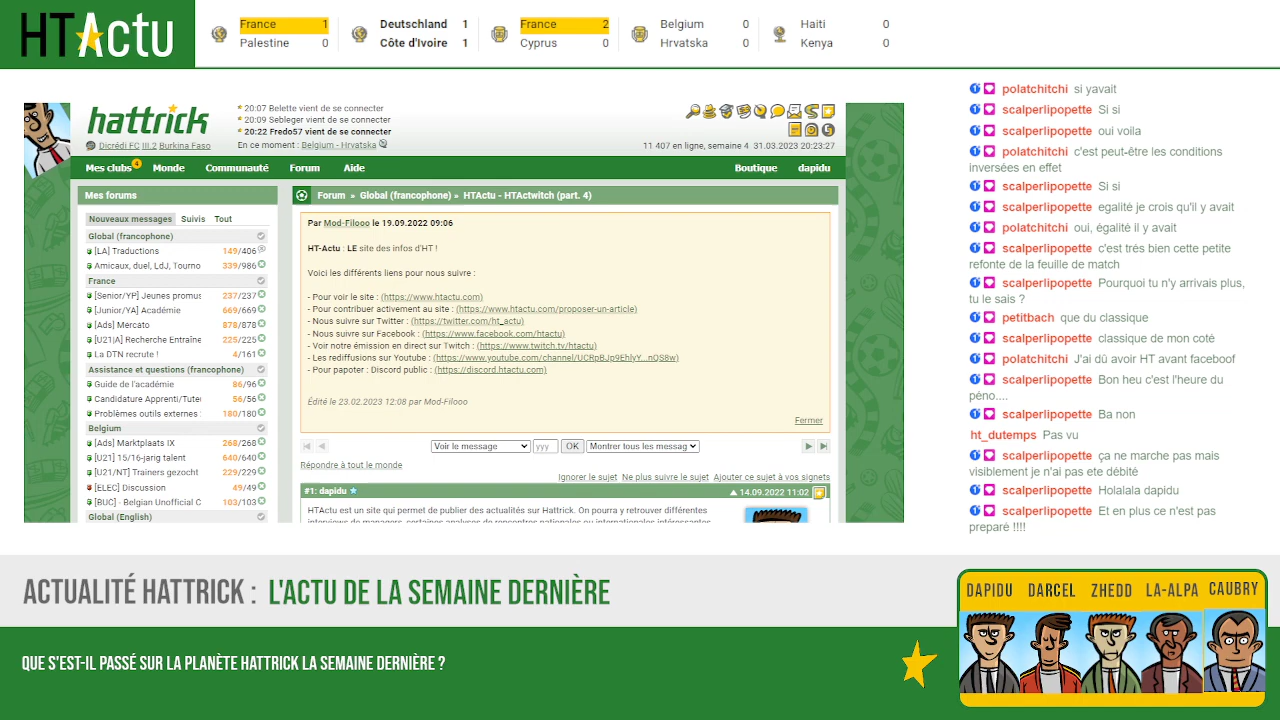 HTActu
France 1
Palestine 0
Deutschland 1
Côte d'Ivoire 1
France 2
Cyprus 0
Belgium 0
Hrvatska 0
Haiti 0
Kenya 0
hattrick
Dicrédi FC III.2 Burkina Faso
20:07 Belette vient de se connecter
20:09 Sébleger vient de se connecter
20:22 Fredo57 vient de se connecter
En ce moment : Belgium - Hrvatska
11 407 en ligne, semaine 4 31.03.2023 20:23:27
Mes clubs 4 Monde Communauté Forum Aide Boutique dapidu
Mes forums
Nouveaux messages Suivis Tout
Global (francophone)
[LA] Traductions 149/406
Amicaux, duel, LdJ, Tourno 339/986
France
[Senior/YP] Jeunes promus 237/237
[Junior/YA] Académie 669/669
[Ads] Mercato 878/878
[U21|A] Recherche Entraîne 225/225
La DTN recrute ! 4/161
Assistance et questions (francophone)
Guide de l'académie 86/96
Candidature Apprenti/Tuteu 56/56
Problèmes outils externes : 180/180
Belgium
[Ads] Marktplaats IX 268/268
[U21] 15/16-jarig talent 640/640
[U21/NT] Trainers gezocht 229/229
[ELEC] Discussion 49/49
[BUC] - Belgian Unofficial C 103/103
Global (English)
Forum » Global (francophone) » HTActu - HTActwitch (part. 4)
Par Mod-Filooo le 19.09.2022 09:06
HT-Actu : LE site des infos d'HT !
Voici les différents liens pour nous suivre :
- Pour voir le site : (https://www.htactu.com)
- Pour contribuer activement au site : (https://www.htactu.com/proposer-un-article)
- Nous suivre sur Twitter : (https://twitter.com/ht_actu)
- Nous suivre sur Facebook : (https://www.facebook.com/htactu)
- Voir notre émission en direct sur Twitch : (https://www.twitch.tv/htactu)
- Les rediffusions sur Youtube : (https://www.youtube.com/channel/UCRpBJp9EhlyY...nQS8w)
- Pour papoter : Discord public : (https://discord.htactu.com)
Édité le 23.02.2023 12:08 par Mod-Filooo
Fermer
Voir le message yyy OK Montrer tous les messag
Répondre à tout le monde
Ignorer le sujet Ne plus suivre le sujet Ajouter ce sujet à vos signets
#1: dapidu 14.09.2022 11:02
HTActu est un site qui permet de publier des actualités sur Hattrick. On pourra y retrouver différentes
interviews de managers, certaines analyses de rencontres nationales ou internationales intéressantes
polatchitchi si yavait
scalperlipopette Si si
scalperlipopette oui voila
polatchitchi c'est peut-être les conditions
inversées en effet
scalperlipopette Si si
scalperlipopette egalité je crois qu'il y avait
polatchitchi oui, égalité il y avait
scalperlipopette c'est très bien cette petite
refonte de la feuille de match
scalperlipopette Pourquoi tu n'y arrivais plus,
tu le sais ?
petitbach que du classique
scalperlipopette classique de mon coté
polatchitchi J'ai dû avoir HT avant faceboof
scalperlipopette Bon heu c'est l'heure du
péno....
scalperlipopette Ba non
ht_dutemps Pas vu
scalperlipopette ça ne marche pas mais
visiblement je n'ai pas ete débité
scalperlipopette Holalala dapidu
scalperlipopette Et en plus ce n'est pas
preparé !!!!
ACTUALITÉ HATTRICK : L'ACTU DE LA SEMAINE DERNIÈRE
QUE S'EST-IL PASSÉ SUR LA PLANÈTE HATTRICK LA SEMAINE DERNIÈRE ?
DAPIDU DARCEL ZHEDD LA-ALPA CAUBRY